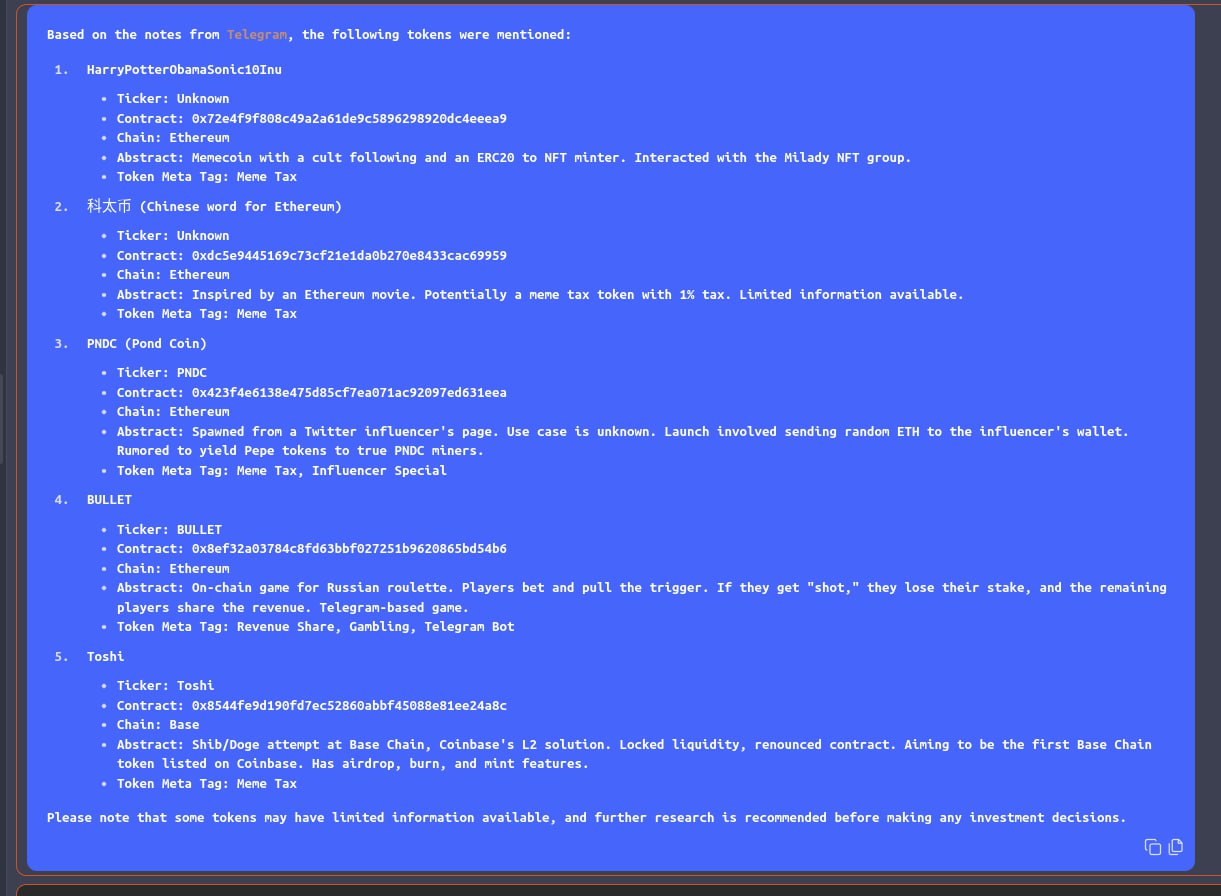 Based on the notes from Telegram, the following tokens were mentioned:
1. HarryPotterObamaSonic10Inu
• Ticker: Unknown
• Contract: 0x72e4f9f808c49a2a61de9c5896298920dc4eeea9
• Chain: Ethereum
• Abstract: Memecoin with a cult following and an ERC20 to NFT minter. Interacted with the Milady NFT group.
• Token Meta Tag: Meme Tax
2. 科太币 (Chinese word for Ethereum)
• Ticker: Unknown
• Contract: 0xdc5e9445169c73cf21e1da0b270e8433cac69959
• Chain: Ethereum
• Abstract: Inspired by an Ethereum movie. Potentially a meme tax token with 1% tax. Limited information available.
• Token Meta Tag: Meme Tax
3. PNDC (Pond Coin)
• Ticker: PNDC
• Contract: 0x423f4e6138e475d85cf7ea071ac92097ed631eea
• Chain: Ethereum
• Abstract: Spawned from a Twitter influencer's page. Use case is unknown. Launch involved sending random ETH to the influencer's wallet.
Rumored to yield Pepe tokens to true PNDC miners.
• Token Meta Tag: Meme Tax, Influencer Special
4. BULLET
• Ticker: BULLET
• Contract: 0x8ef32a03784c8fd63bbf027251b9620865bd54b6
• Chain: Ethereum
• Abstract: On-chain game for Russian roulette. Players bet and pull the trigger. If they get "shot," they lose their stake, and the remaining
players share the revenue. Telegram-based game.
• Token Meta Tag: Revenue Share, Gambling, Telegram Bot
5. Toshi
• Ticker: Toshi
• Contract: 0x8544fe9d190fd7ec52860abbf45088e81ee24a8c
• Chain: Base
• Abstract: Shib/Doge attempt at Base Chain, Coinbase's L2 solution. Locked liquidity, renounced contract. Aiming to be the first Base Chain
token listed on Coinbase. Has airdrop, burn, and mint features.
• Token Meta Tag: Meme Tax
Please note that some tokens may have limited information available, and further research is recommended before making any investment decisions.